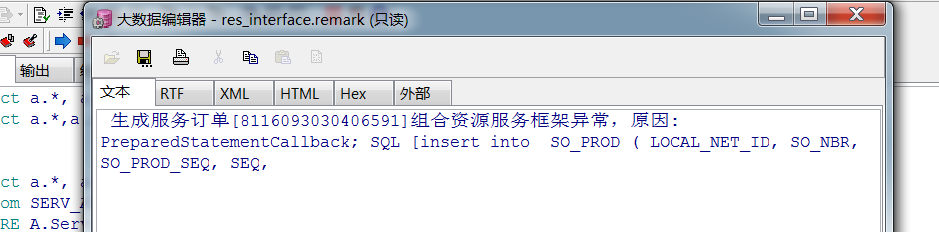 大数据编辑器 - res_interface.remark (只读)
输出
文本 RTF XML HTML Hex 外部
ct a.*, a
ct a.*,a
生成服务订单[8116093030406591]组合资源服务框架异常，原因:
PreparedStatementCallback; SQL [insert into  SO_PROD ( LOCAL_NET_ID, SO_NBR,
SO_PROD_SEQ, SEQ,
ct a.*, a
om SERV_A
RE A.Serv